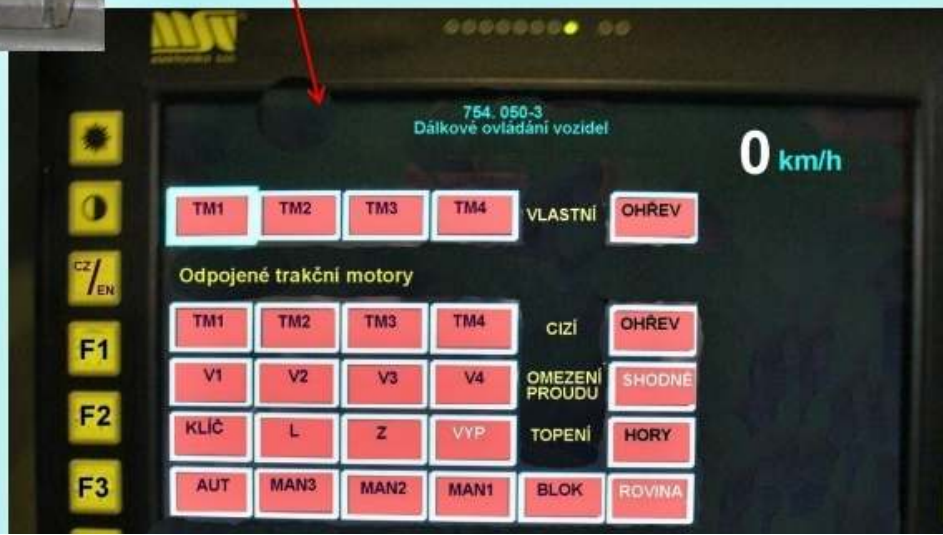 MSV
elektronika s.r.o.
754. 050-3
Dálkové ovládání vozidel
0 km/h
TM1 TM2 TM3 TM4 VLASTNÍ OHŘEV
CZ/EN
Odpojené trakční motory
TM1 TM2 TM3 TM4 CIZÍ OHŘEV
F1
V1 V2 V3 V4 OMEZENÍ PROUDU SHODNÉ
F2
KLÍČ L Z VYP TOPENÍ HORY
F3
AUT MAN3 MAN2 MAN1 BLOK ROVINA